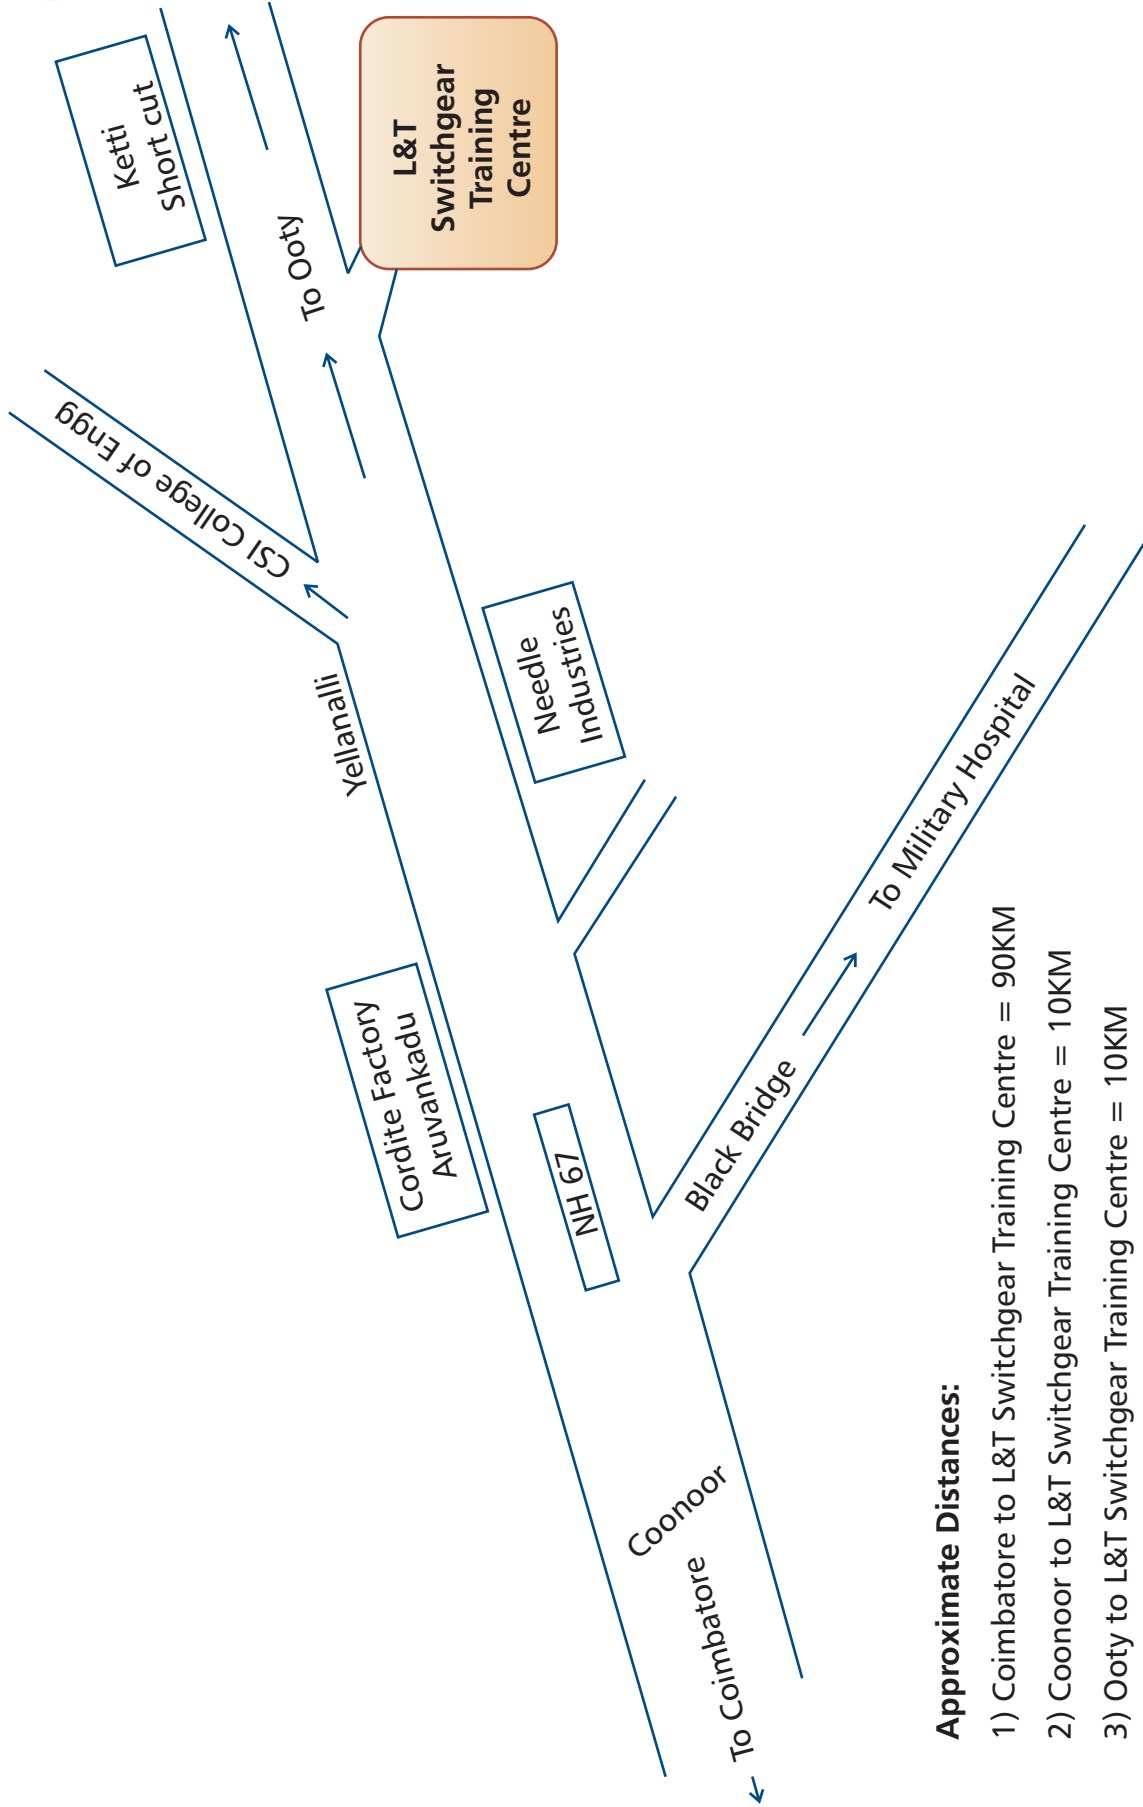 Ketti
Short cut
L&T
Switchgear
Training
Centre
To Ooty
CSI College of Engg
Yellanalli
Needle
Industries
Cordite Factory
Aruvankadu
NH 67
To Military Hospital
Black Bridge
Coonoor
To Coimbatore
Approximate Distances:
1) Coimbatore to L&T Switchgear Training Centre = 90KM
2) Coonoor to L&T Switchgear Training Centre = 10KM
3) Ooty to L&T Switchgear Training Centre = 10KM